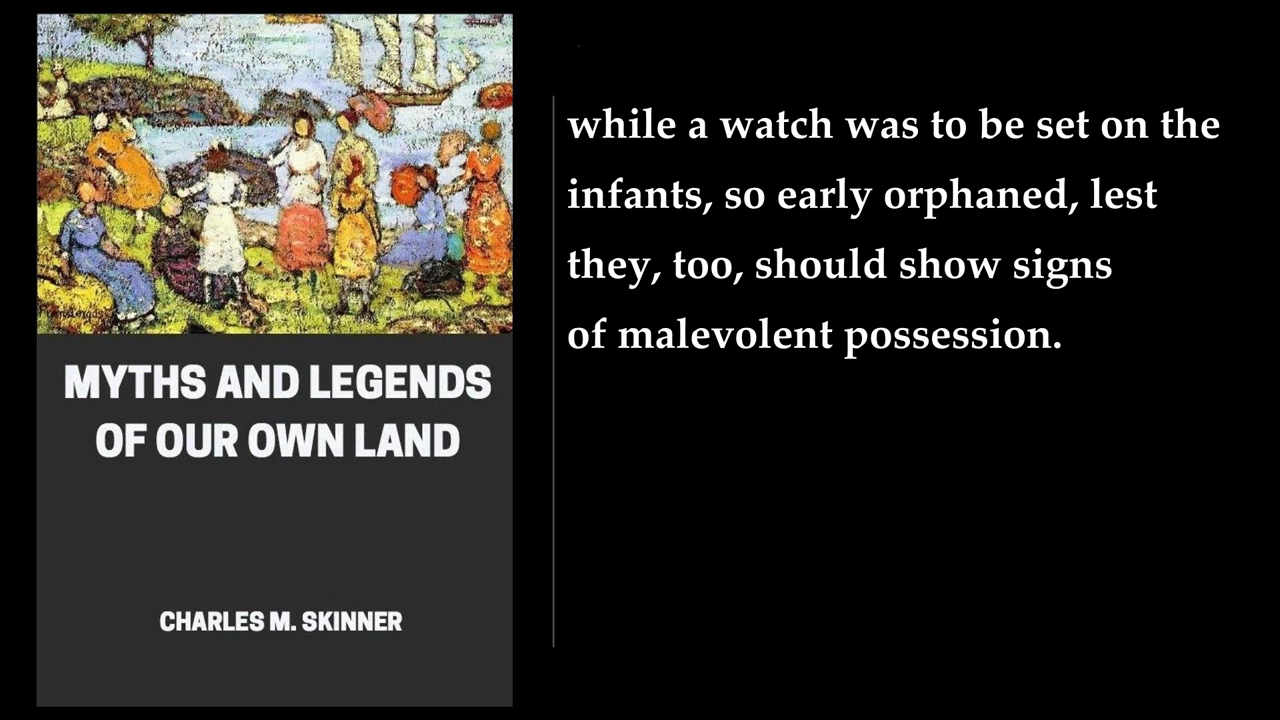 MYTHS AND LEGENDS
OF OUR OWN LAND
CHARLES M. SKINNER
while a watch was to be set on the
infants, so early orphaned, lest
they, too, should show signs
of malevolent possession.